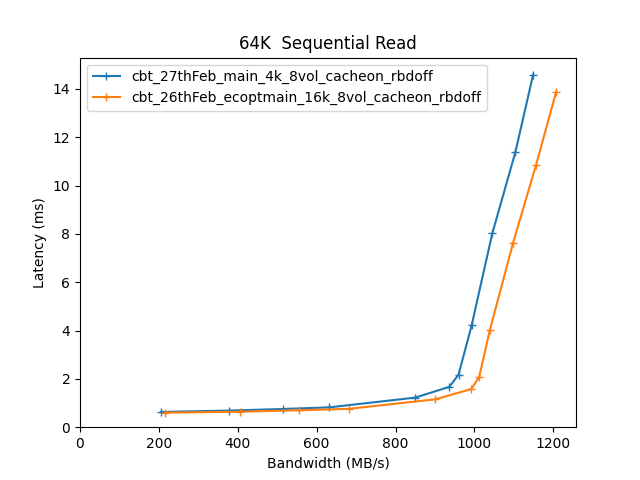 64K  Sequential Read
cbt_27thFeb_main_4k_8vol_cacheon_rbdoff
cbt_26thFeb_ecoptmain_16k_8vol_cacheon_rbdoff
14
12
10
8
6
4
2
0
Latency (ms)
0 200 400 600 800 1000 1200
Bandwidth (MB/s)